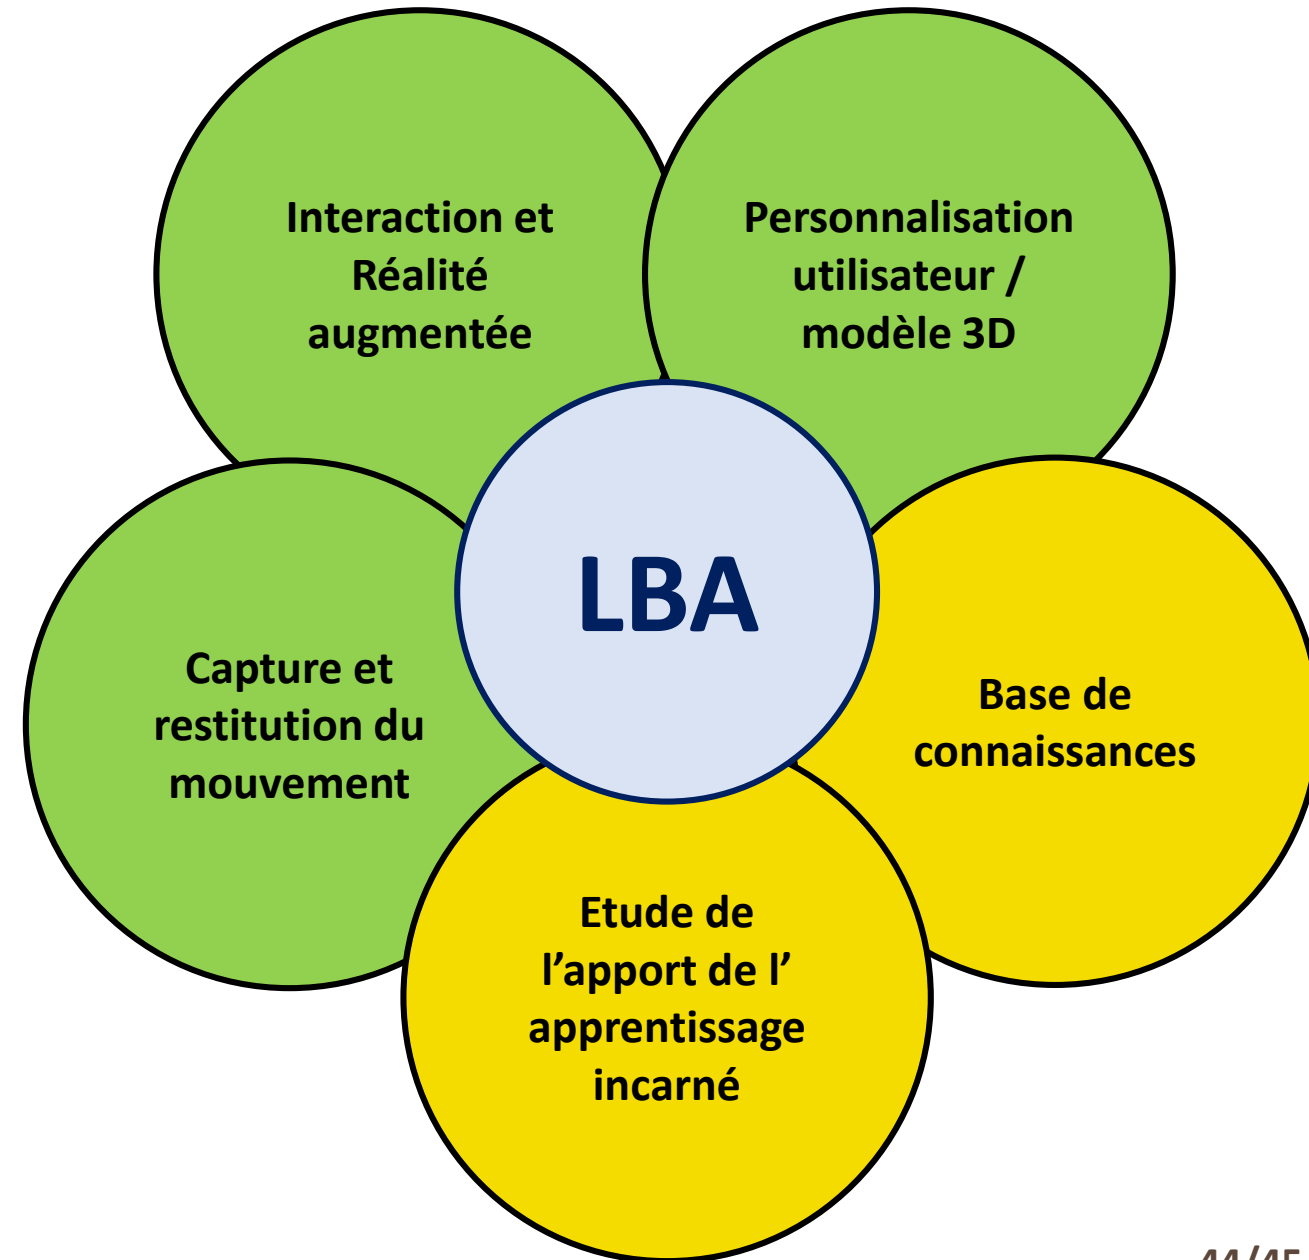 Interaction et
Réalité
augmentée
Personnalisation
utilisateur /
modèle 3D
LBA
Capture et
restitution du
mouvement
Base de
connaissances
Etude de
l’apport de l’
apprentissage
incarné